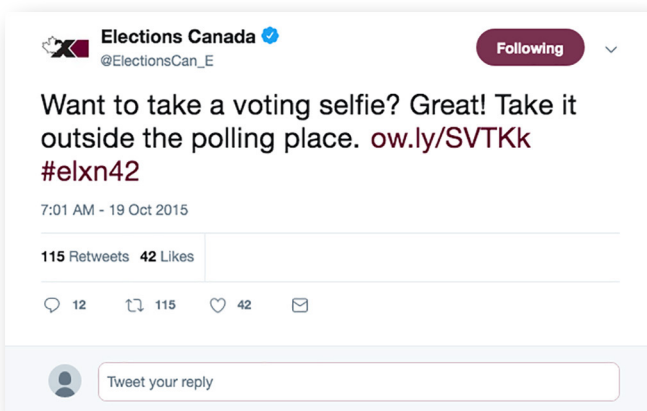 Elections Canada
@ElectionsCan_E
Following
Want to take a voting selfie? Great! Take it
outside the polling place. ow.ly/SVTKk
#elxn42
7:01 AM - 19 Oct 2015
115 Retweets 42 Likes
12 115 42
Tweet your reply